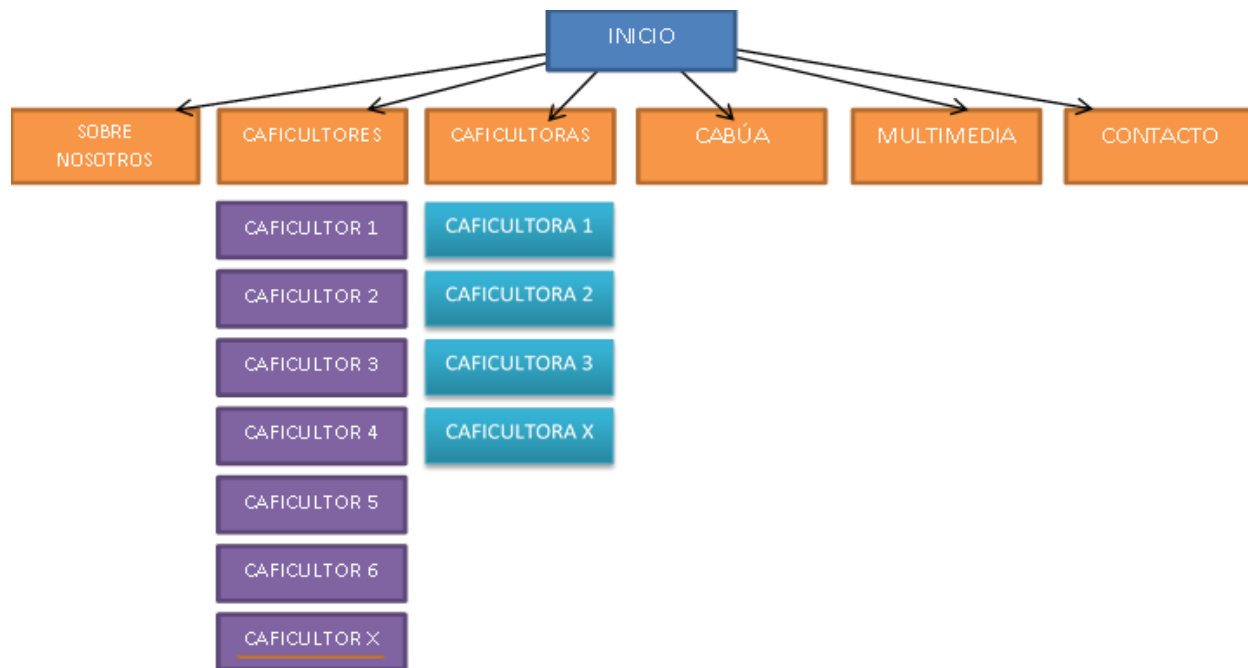 INICIO
SOBRE
NOSOTROS
CAFICULTORES
CAFICULTORAS
CABÚA
MULTIMEDIA
CONTACTO
CAFICULTOR 1
CAFICULTORA 1
CAFICULTOR 2
CAFICULTORA 2
CAFICULTOR 3
CAFICULTORA 3
CAFICULTOR 4
CAFICULTORA X
CAFICULTOR 5
CAFICULTOR 6
CAFICULTOR X